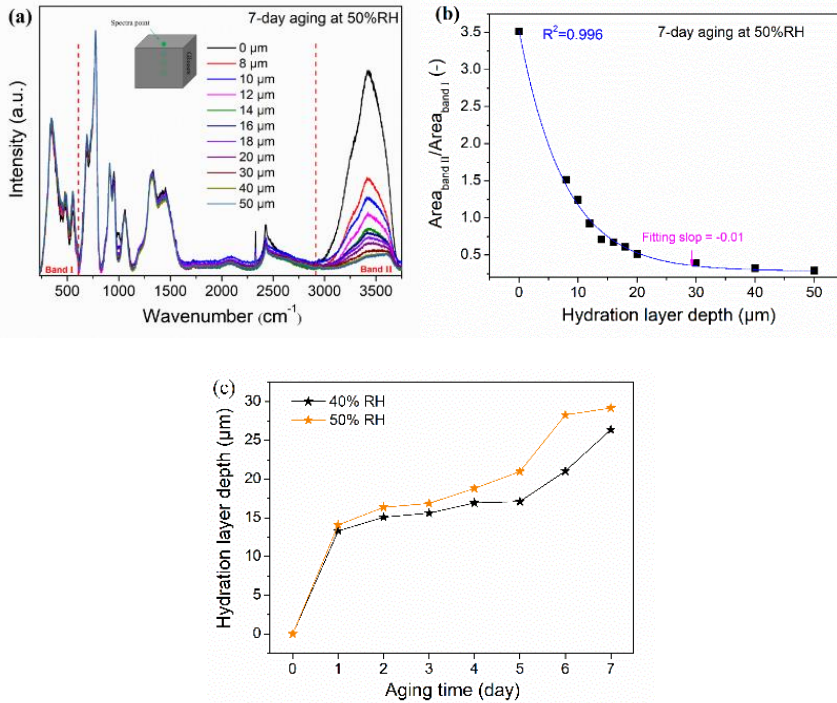 (a)
7-day aging at 50%RH
Spectra point
Glasses
0 µm
8 µm
10 µm
12 µm
14 µm
16 µm
18 µm
20 µm
30 µm
40 µm
50 µm
Intensity (a.u.)
Band I
Band II
500 1000 1500 2000 2500 3000 3500
Wavenumber (cm-1)
(b)
R2=0.996
7-day aging at 50%RH
Areaband II/Areaband I (-)
3.5
3.0
2.5
2.0
1.5
1.0
0.5
Fitting slop = -0.01
0 10 20 30 40 50
Hydration layer depth (µm)
(c)
40% RH
50% RH
Hydration layer depth (µm)
30
25
20
15
10
5
0
0 1 2 3 4 5 6 7
Aging time (day)